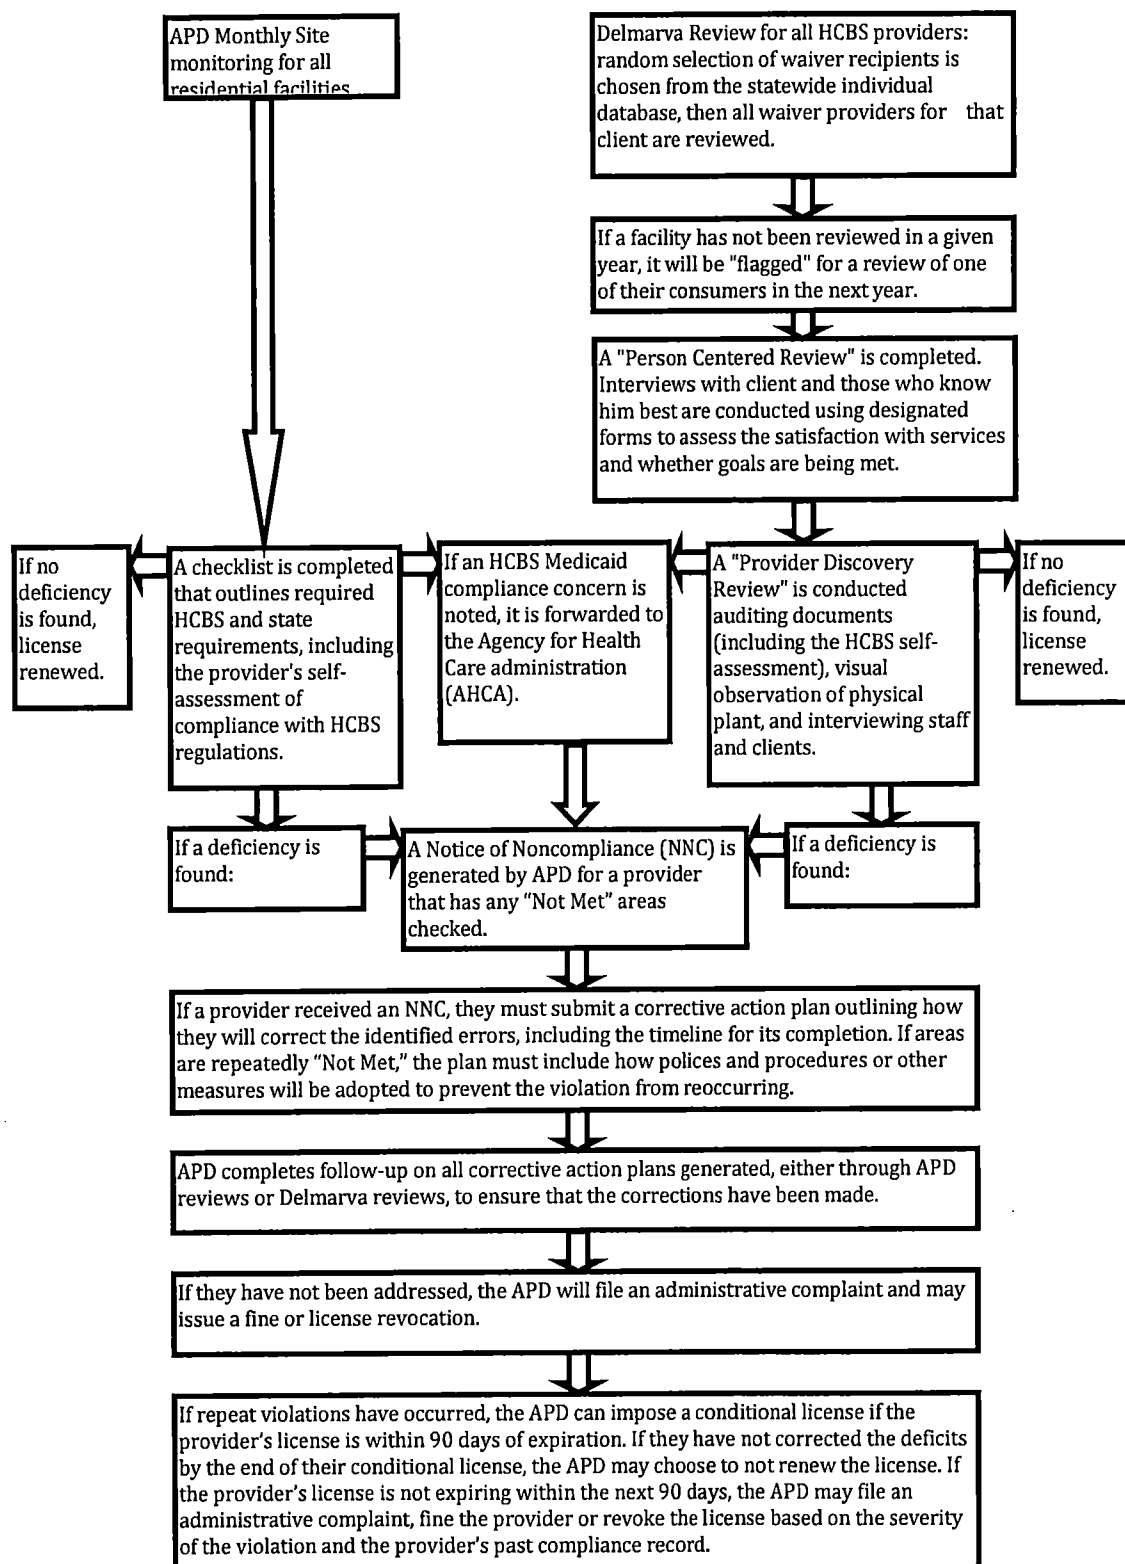 APD Monthly Site
monitoring for all
residential facilities
Delmarva Review for all HCBS providers:
random selection of waiver recipients is
chosen from the statewide individual
database, then all waiver providers for that
client are reviewed.
If a facility has not been reviewed in a given
year, it will be "flagged" for a review of one
of their consumers in the next year.
A "Person Centered Review" is completed.
Interviews with client and those who know
him best are conducted using designated
forms to assess the satisfaction with services
and whether goals are being met.
If no
deficiency
is found,
license
renewed.
A checklist is completed
that outlines required
HCBS and state
requirements, including
the provider's self-
assessment of
compliance with HCBS
regulations.
If an HCBS Medicaid
compliance concern is
noted, it is forwarded to
the Agency for Health
Care administration
(AHCA).
A "Provider Discovery
Review" is conducted
auditing documents
(including the HCBS self-
assessment), visual
observation of physical
plant, and interviewing staff
and clients.
If no
deficiency
is found,
license
renewed.
If a deficiency is
found:
A Notice of Noncompliance (NNC) is
generated by APD for a provider
that has any “Not Met” areas
checked.
If a deficiency is
found:
If a provider received an NNC, they must submit a corrective action plan outlining how
they will correct the identified errors, including the timeline for its completion. If areas
are repeatedly “Not Met,” the plan must include how polices and procedures or other
measures will be adopted to prevent the violation from reoccurring.
APD completes follow-up on all corrective action plans generated, either through APD
reviews or Delmarva reviews, to ensure that the corrections have been made.
If they have not been addressed, the APD will file an administrative complaint and may
issue a fine or license revocation.
If repeat violations have occurred, the APD can impose a conditional license if the
provider’s license is within 90 days of expiration. If they have not corrected the deficits
by the end of their conditional license, the APD may choose to not renew the license. If
the provider’s license is not expiring within the next 90 days, the APD may file an
administrative complaint, fine the provider or revoke the license based on the severity
of the violation and the provider’s past compliance record.